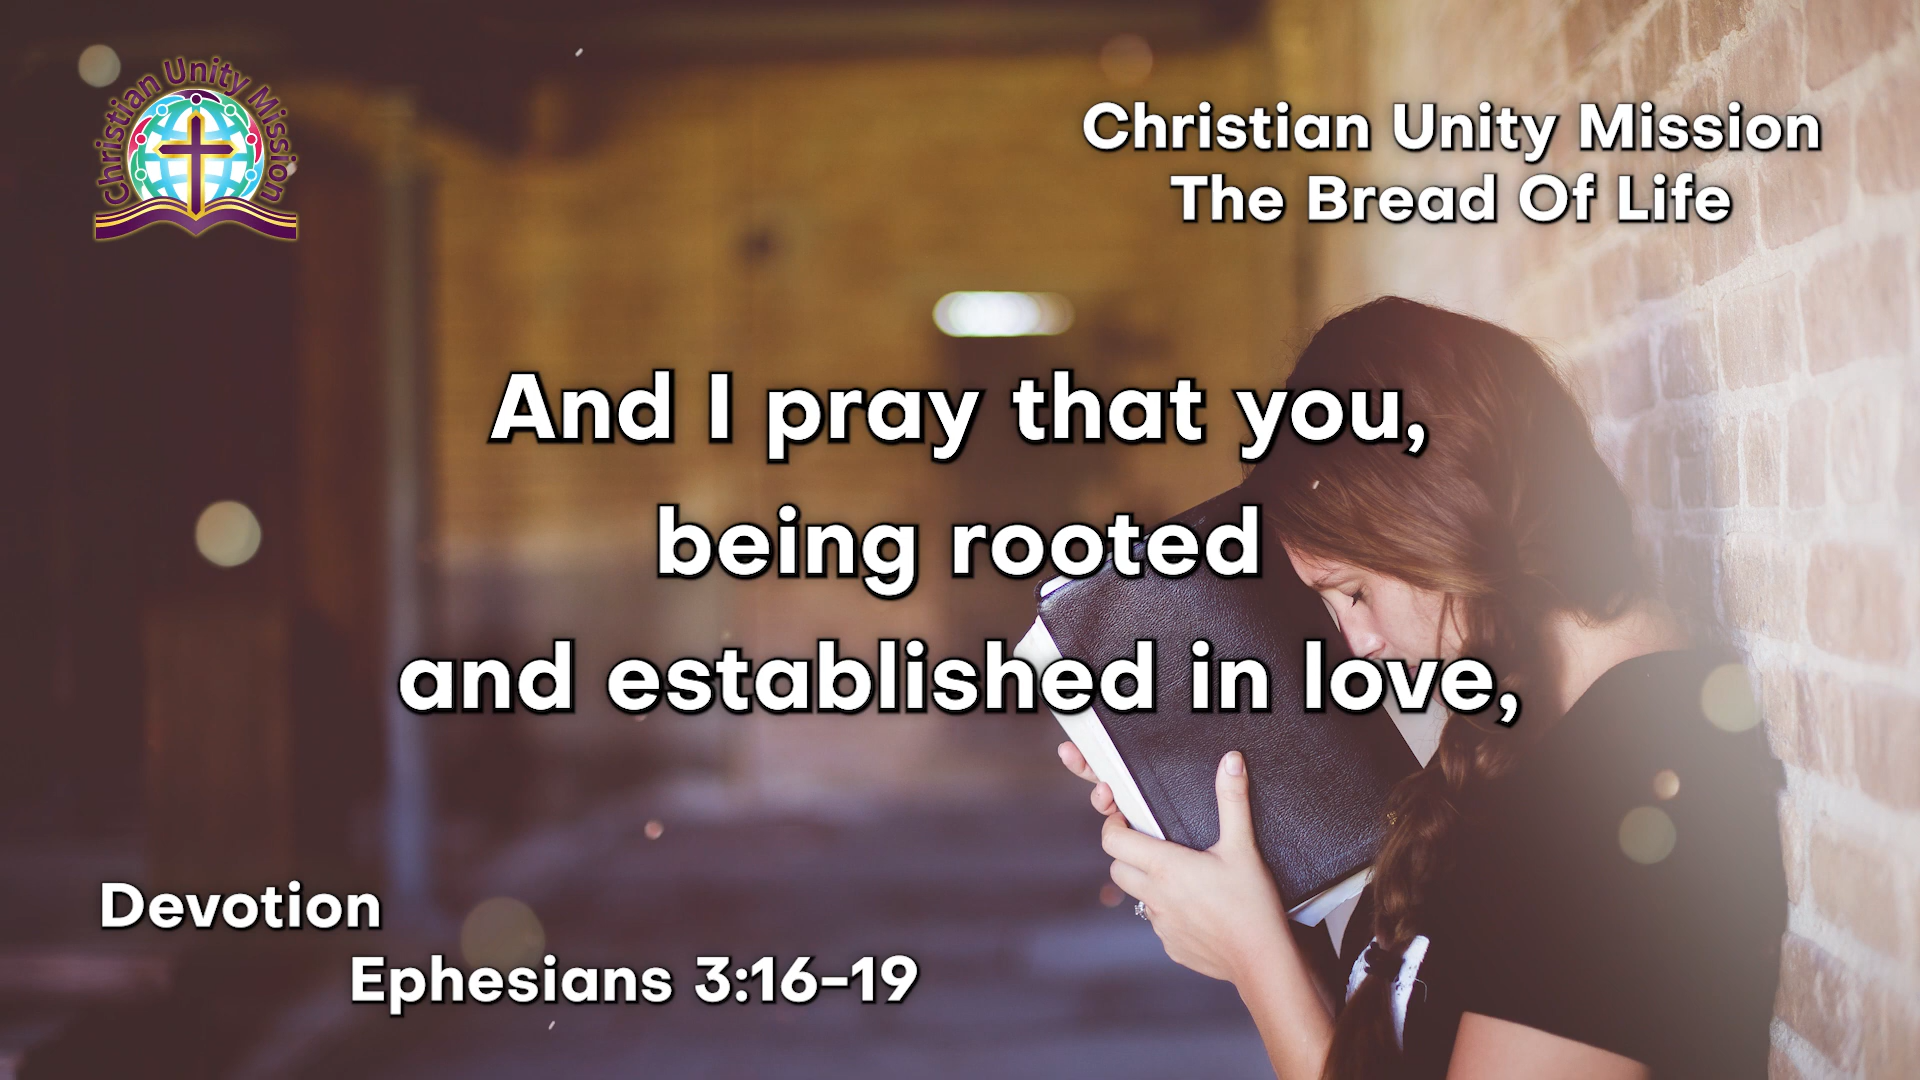 Christian Unity Mission
Christian Unity Mission
The Bread Of Life
And I pray that you,
being rooted
and established in love,
Devotion
Ephesians 3:16-19